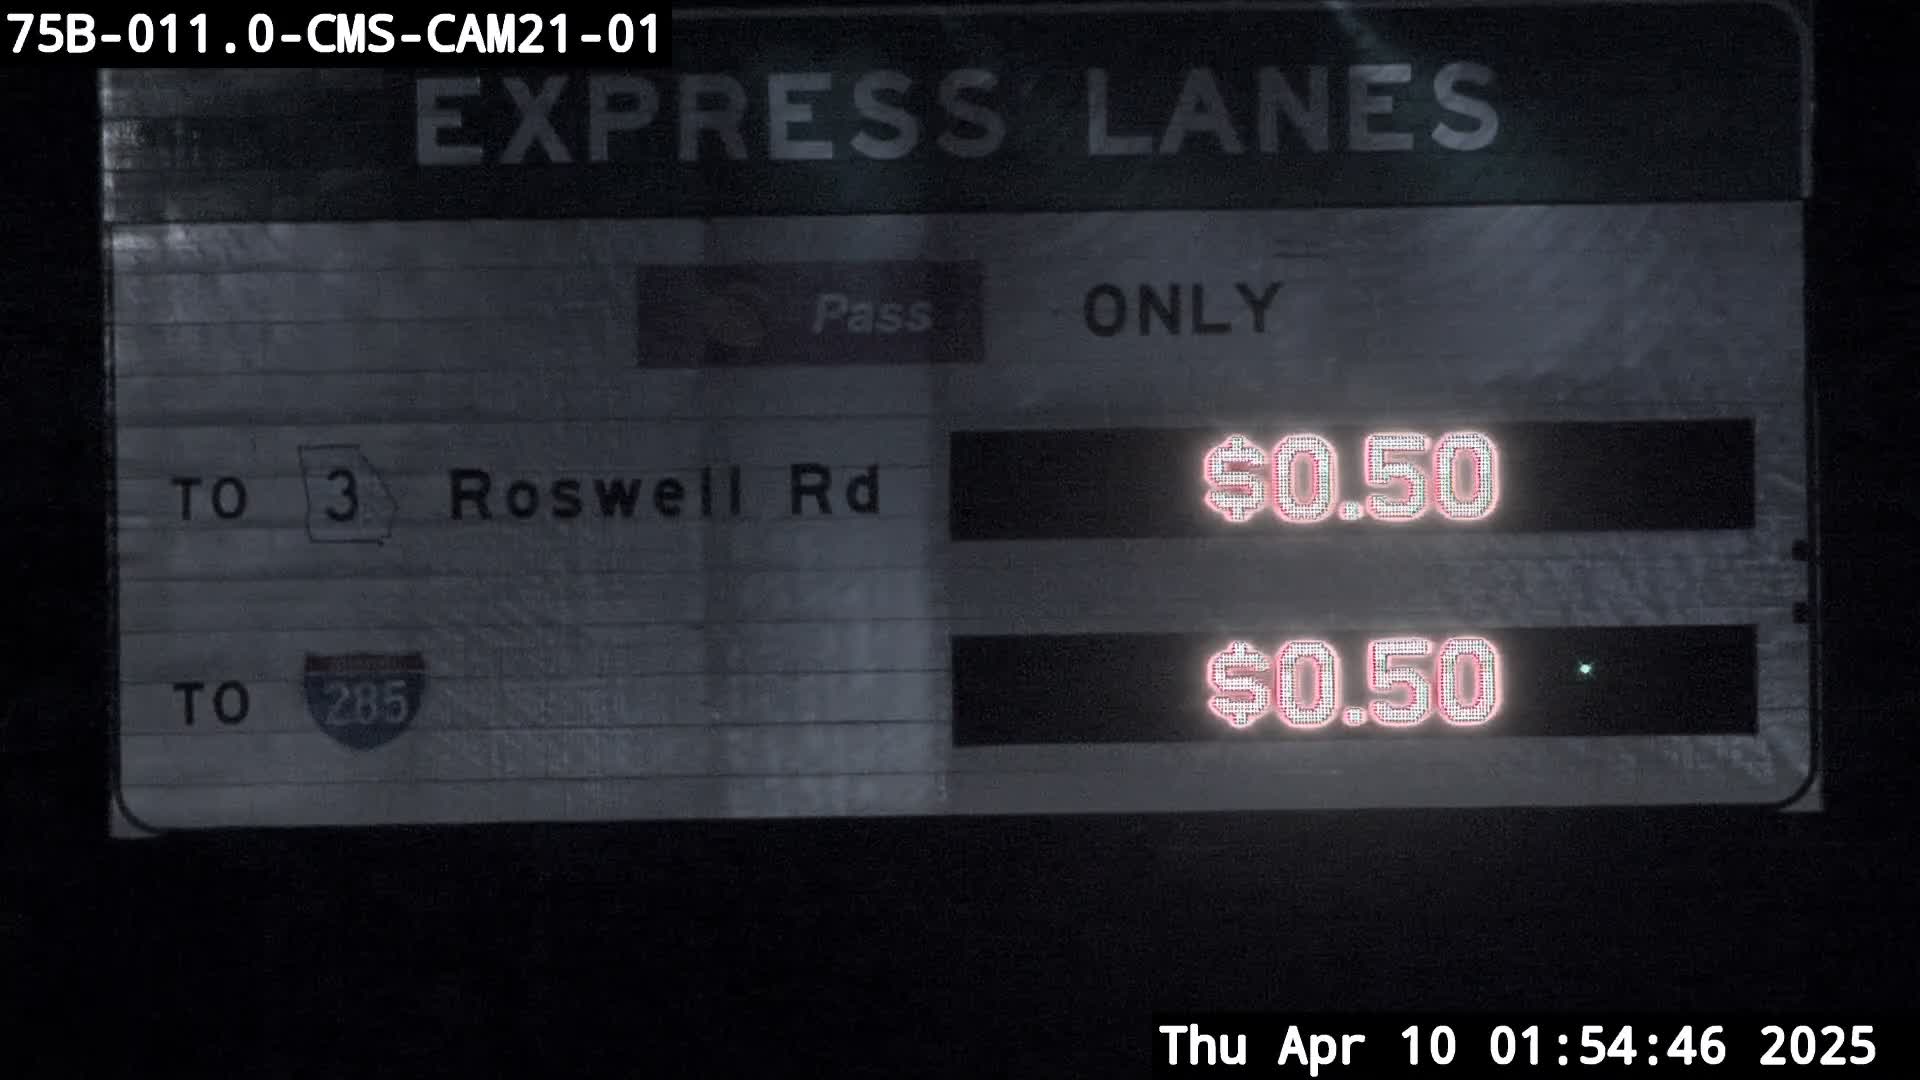 75B-011.0-CMS-CAM21-01
EXPRESS LANES
Pass ONLY
TO 3 Roswell Rd $0.50
TO 285 $0.50
Thu Apr 10 01:54:46 2025